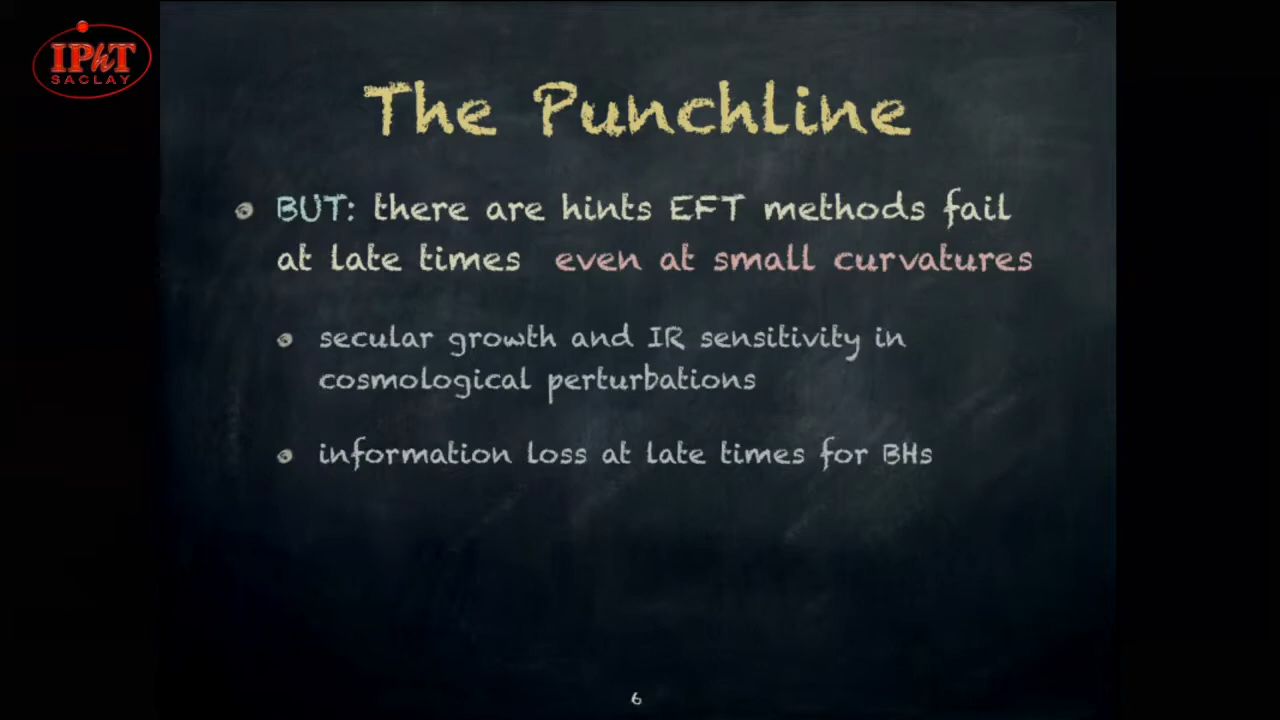 IPhT
SACLAY
The Punchline
BUT: there are hints EFT methods fail
at late times even at small curvatures
secular growth and IR sensitivity in
cosmological perturbations
information loss at late times for BHs
6